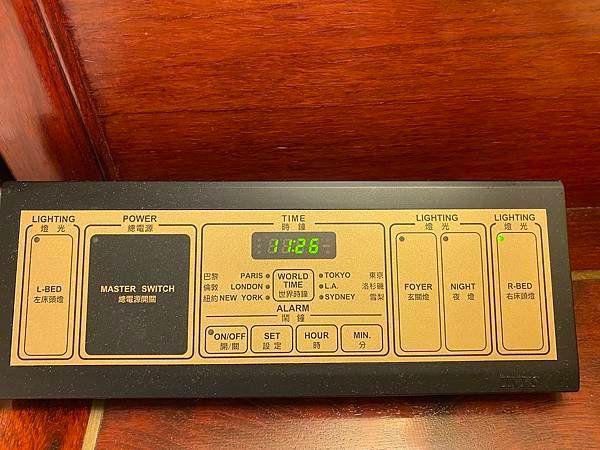 LIGHTING
燈 光
L-BED
左床頭燈
POWER
總電源
MASTER SWITCH
總電源開關
TIME
時 鐘
11:26
巴黎 PARIS
倫敦 LONDON
紐約 NEW YORK
WORLD
TIME
世界時鐘
TOKYO 東京
L.A. 洛杉磯
SYDNEY 雪梨
ALARM
鬧 鐘
ON/OFF
開/關
SET
設 定
HOUR
時
MIN.
分
LIGHTING
燈 光
FOYER
玄關燈
NIGHT
夜 燈
LIGHTING
燈 光
R-BED
右床頭燈